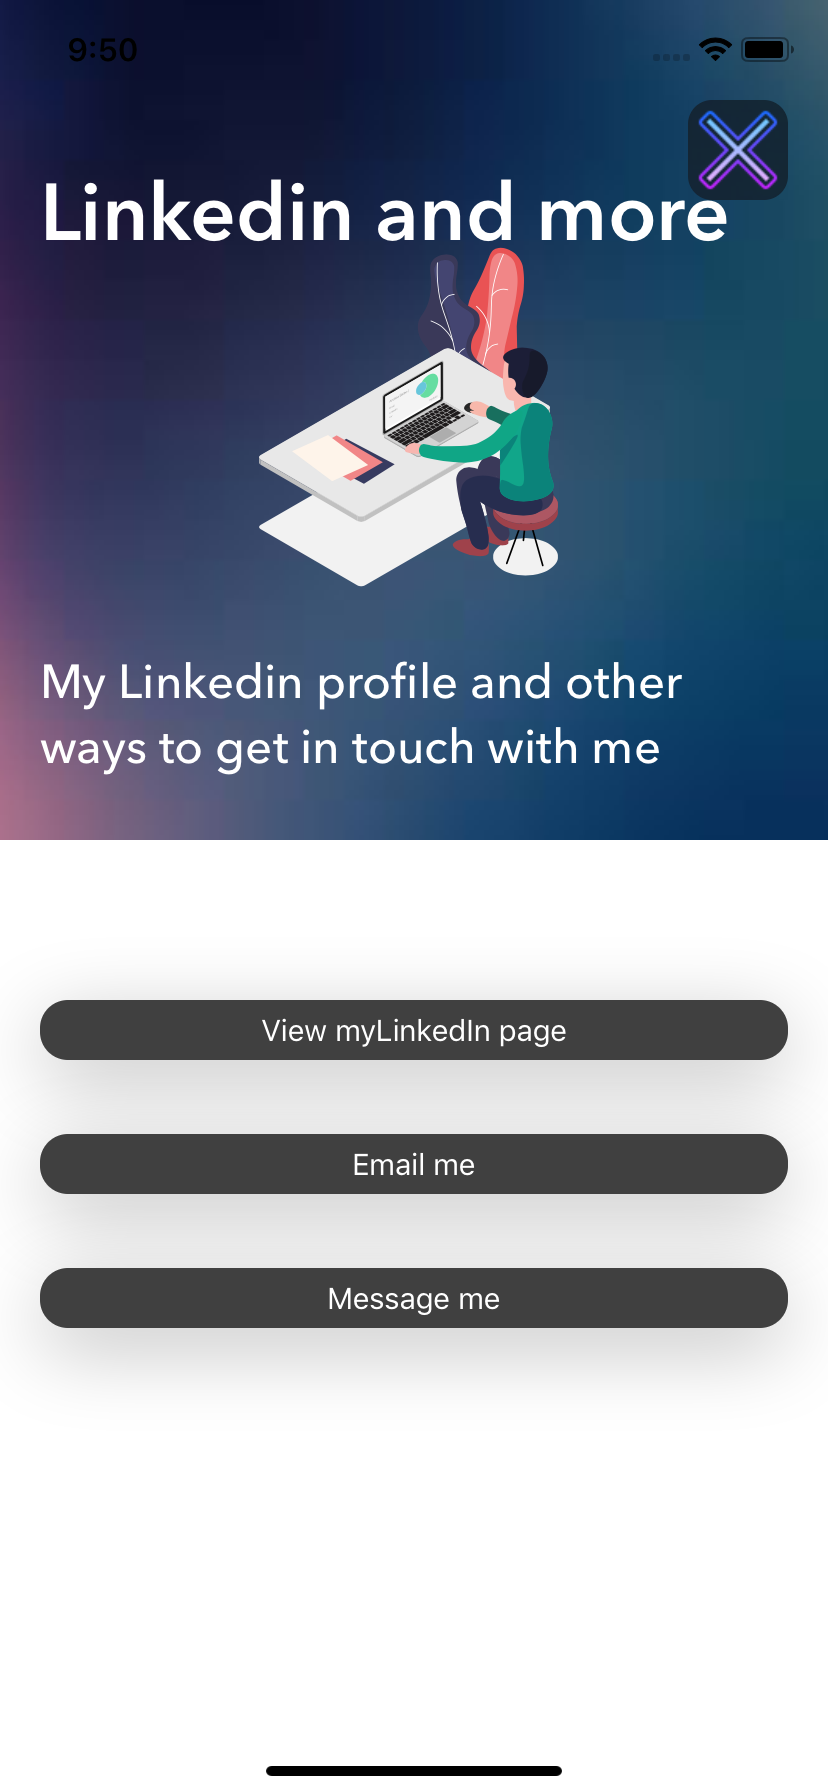 9:50
Linkedin and more
My Linkedin profile and other
ways to get in touch with me
View myLinkedIn page
Email me
Message me